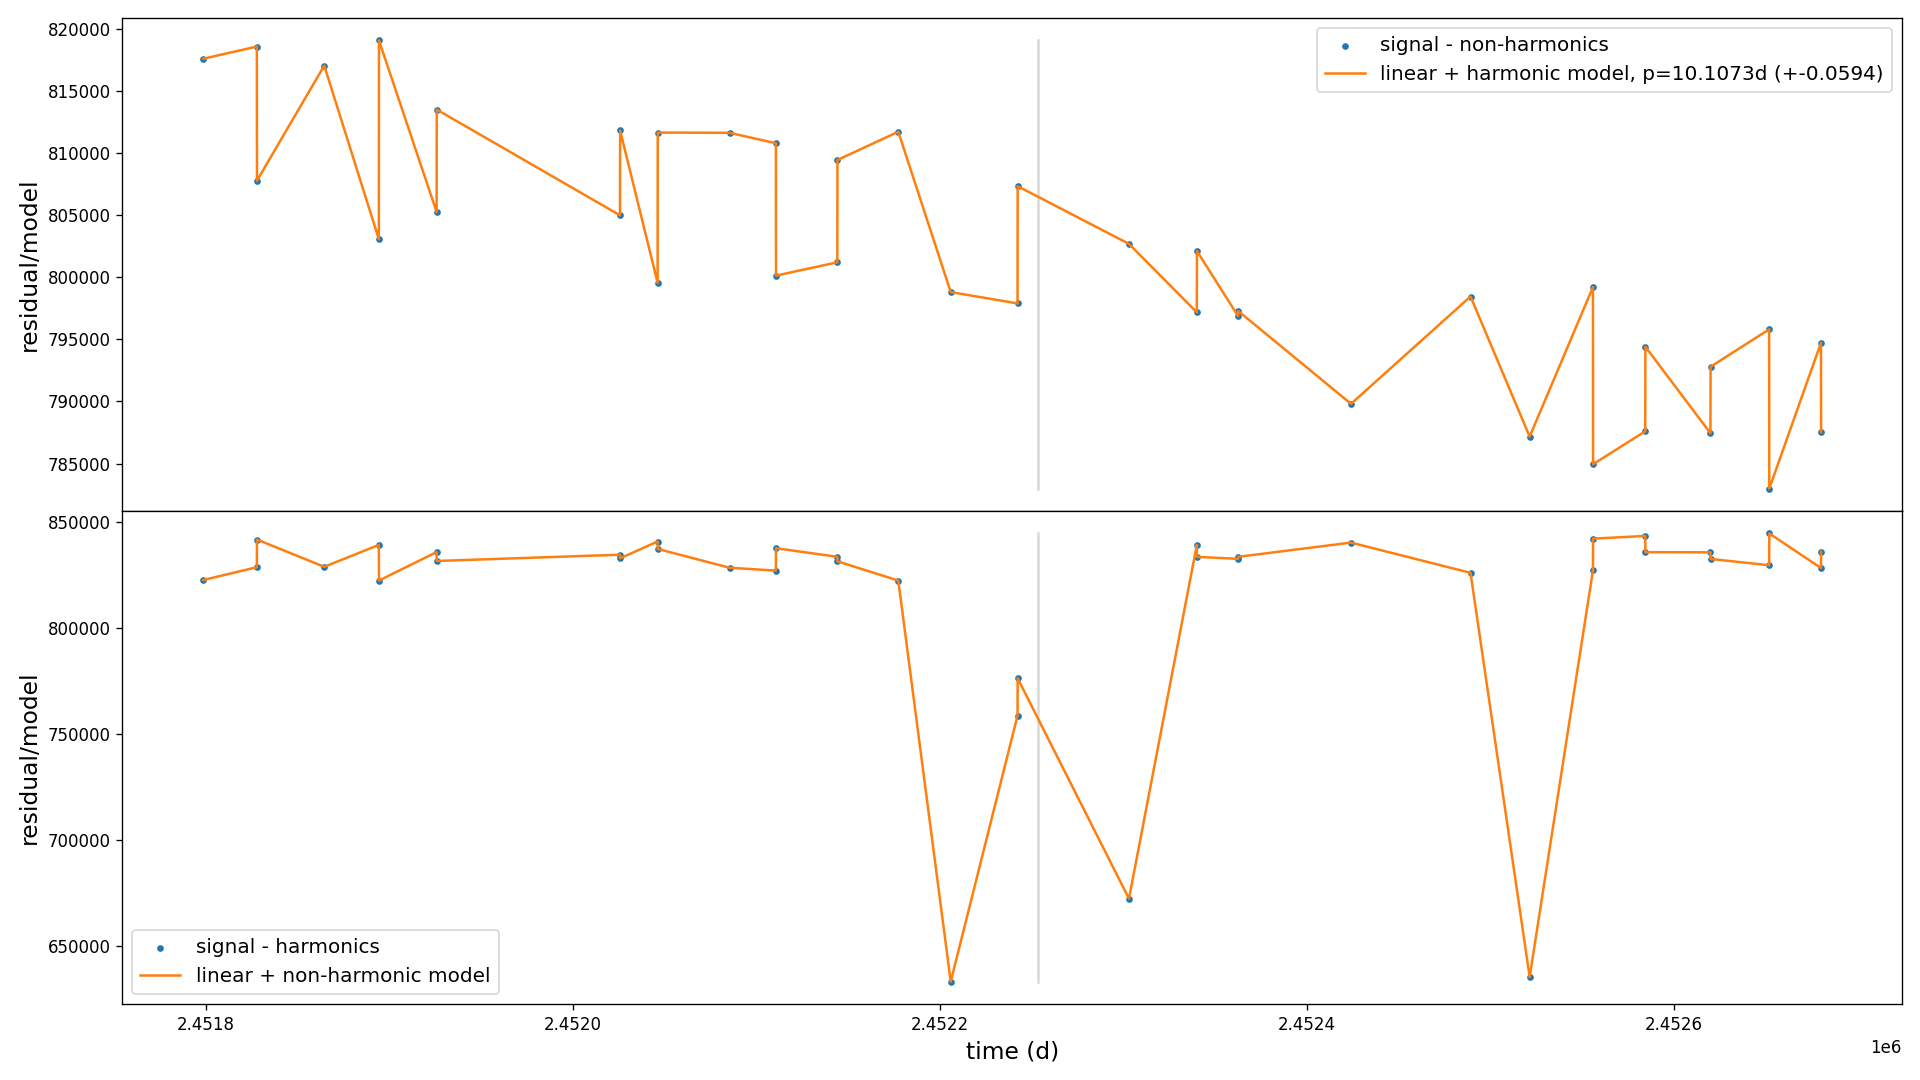 820000
815000
810000
805000
800000
795000
790000
785000
residual/model
signal - non-harmonics
linear + harmonic model, p=10.1073d (+-0.0594)
850000
800000
750000
700000
650000
residual/model
signal - harmonics
linear + non-harmonic model
2.4518 2.4520 2.4522 2.4524 2.4526
1e6
time (d)